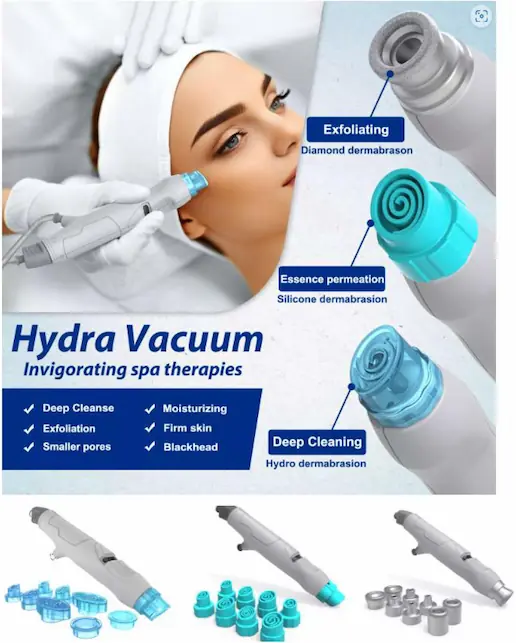 Exfoliating
Diamond dermabrason
Essence permeation
Silicone dermabrasion
Hydra Vacuum
Invigorating spa therapies
✓ Deep Cleanse ✓ Moisturizing
✓ Exfoliation ✓ Firm skin
✓ Smaller pores ✓ Blackhead
Deep Cleaning
Hydro dermabrasion